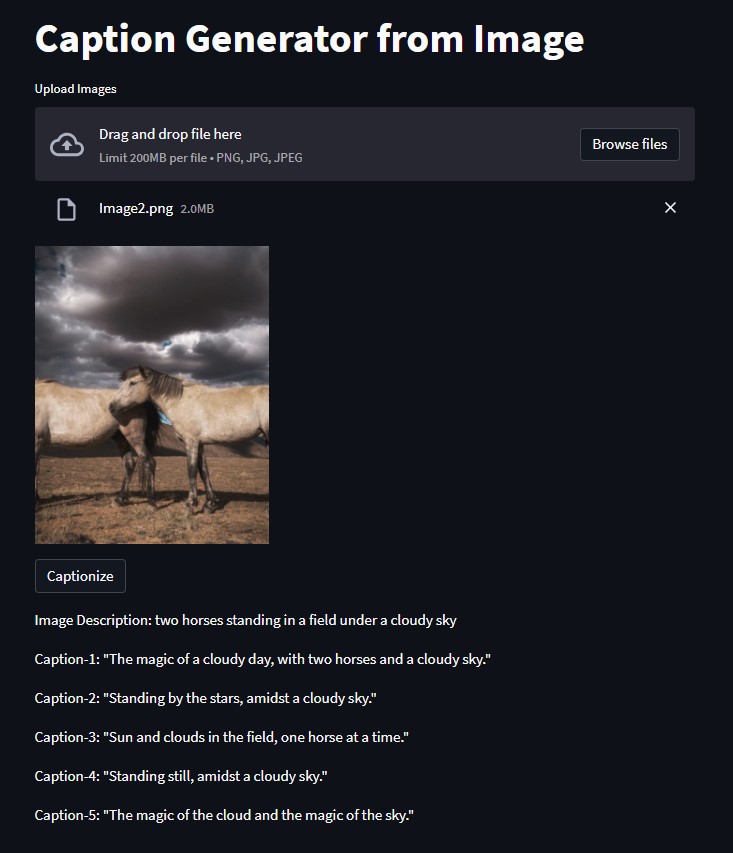 Caption Generator from Image
Upload Images
Drag and drop file here
Limit 200MB per file • PNG, JPG, JPEG
Browse files
Image2.png 2.0MB
Captionize
Image Description: two horses standing in a field under a cloudy sky
Caption-1: "The magic of a cloudy day, with two horses and a cloudy sky."
Caption-2: "Standing by the stars, amidst a cloudy sky."
Caption-3: "Sun and clouds in the field, one horse at a time."
Caption-4: "Standing still, amidst a cloudy sky."
Caption-5: "The magic of the cloud and the magic of the sky."